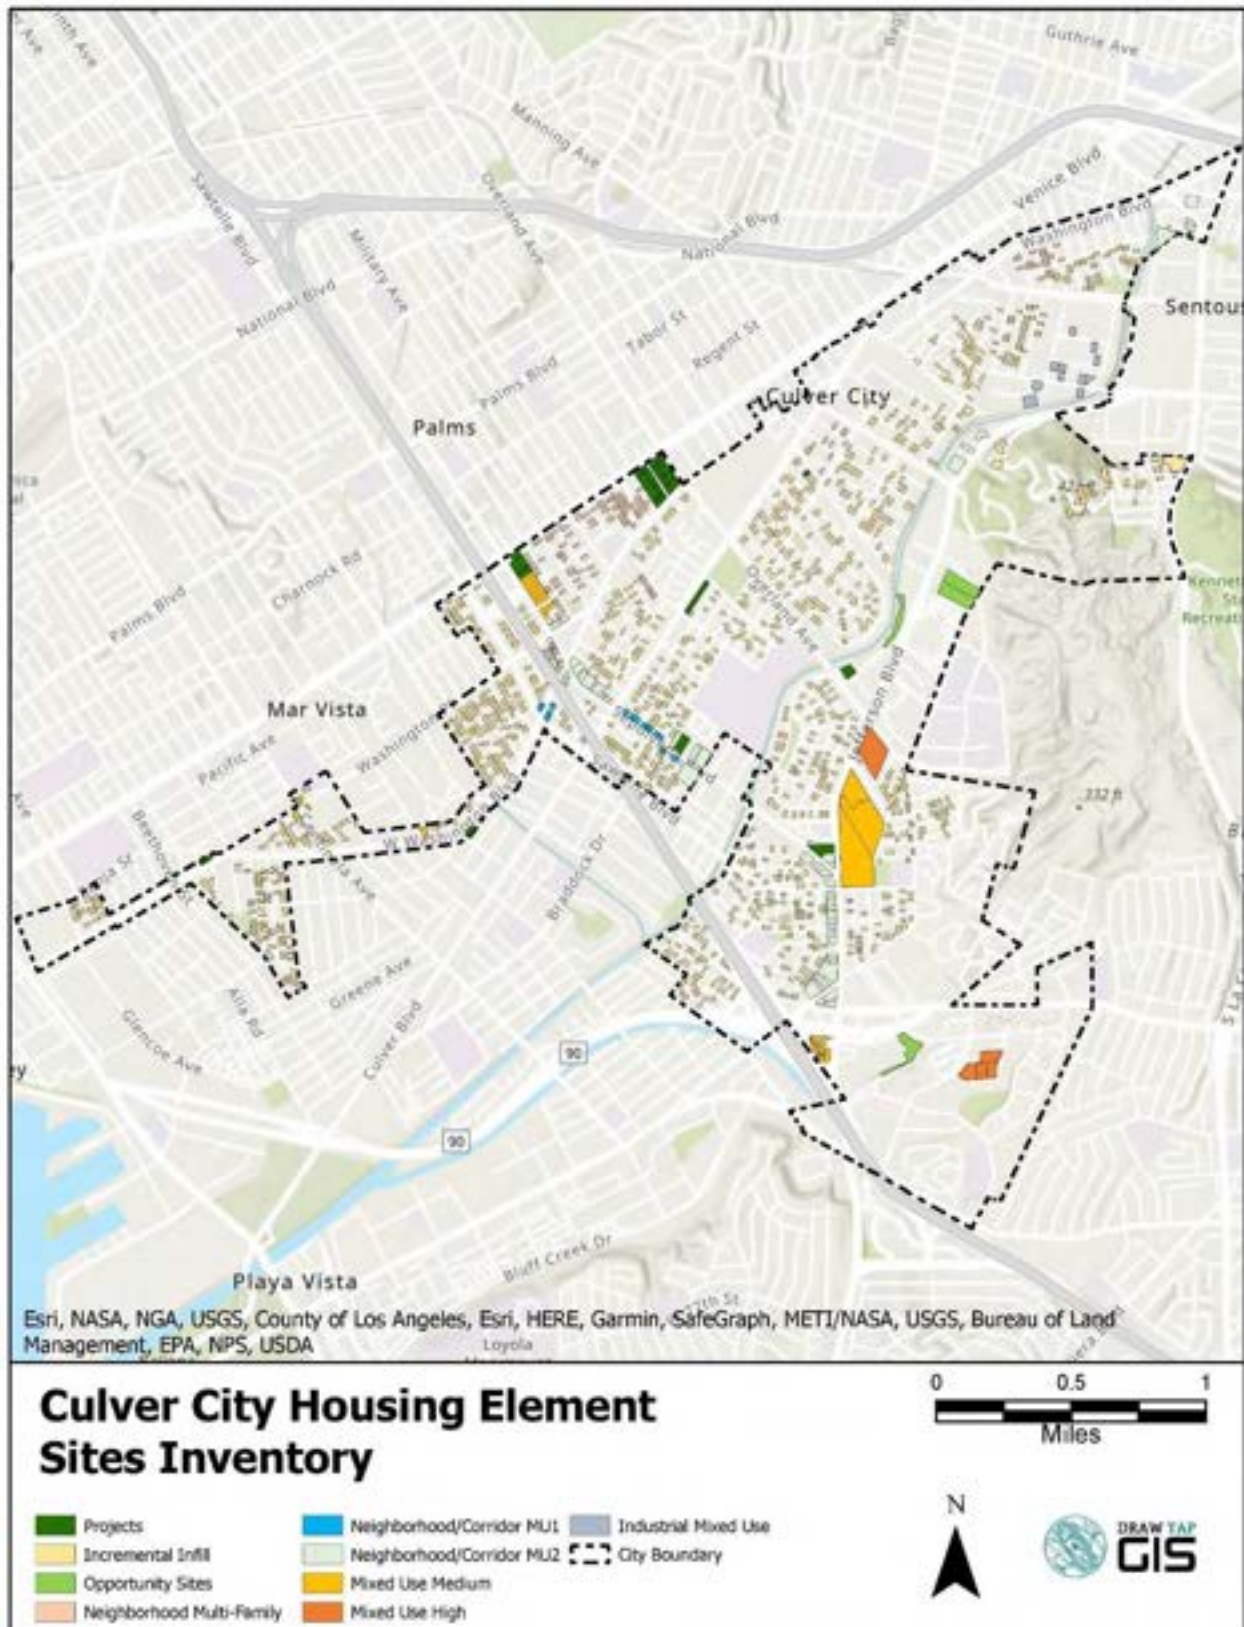 Guthrie Ave
Manning Ave
Venice Blvd
Sawtelle Blvd
Overland Ave
Washington Blvd
Military Ave
National Blvd
National Blvd
Sentous
Tabor St
Regent St
Palms Blvd
Culver City
Palms
Charnock Rd
Palms Blvd
Overland Ave
Mar Vista
Washington
Pacific Ave
332 ft
W Washington Blvd
Braddock Dr
Greene Ave
Alla Rd
Culver Blvd
Glencoe Ave
90
90
Bluff Creek Dr
Playa Vista
Esri, NASA, NGA, USGS, County of Los Angeles, Esri, HERE, Garmin, SafeGraph, METI/NASA, USGS, Bureau of Land
Management, EPA, NPS, USDA
Loyola
Culver City Housing Element
Sites Inventory
0 0.5 1
Miles
N
DRAW TAP
GIS
Projects
Incremental Infill
Opportunity Sites
Neighborhood Multi-Family
Neighborhood/Corridor MU1
Neighborhood/Corridor MU2
Mixed Use Medium
Mixed Use High
Industrial Mixed Use
City Boundary